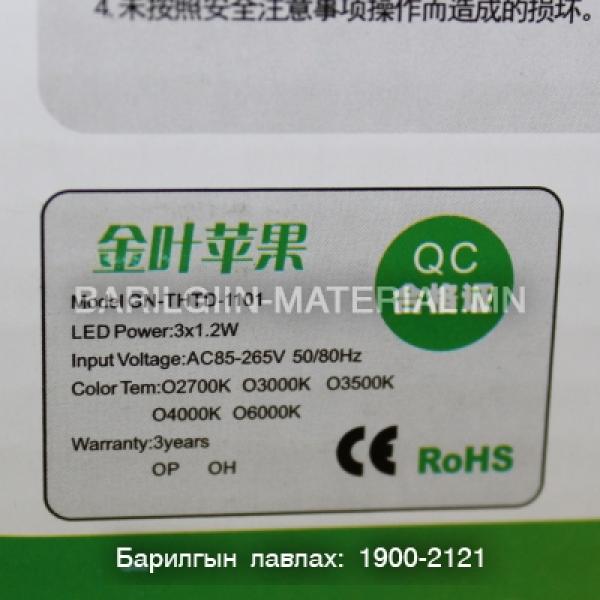 4.未按照安全注意事项操作而造成的损坏。
金叶苹果
QC
BARILGIIN-MATERIAL.MN
Model GN-THTD-1101
LED Power:3x1.2W
Input Voltage:AC85-265V 50/80Hz
Color Tem:O2700K O3000K O3500K
O4000K O6000K
Warranty:3years
OP OH
CE RoHS
Барилгын лавлах: 1900-2121